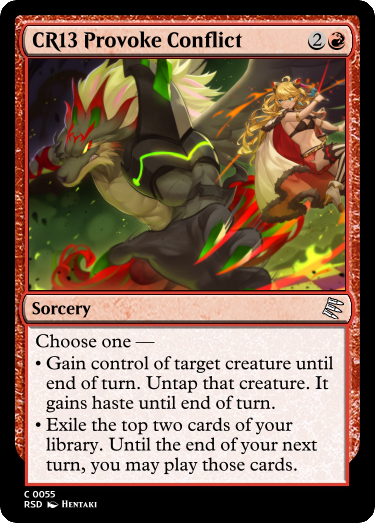 CR13 Provoke Conflict 2
Sorcery
Choose one —
• Gain control of target creature until
end of turn. Untap that creature. It
gains haste until end of turn.
• Exile the top two cards of your
library. Until the end of your next
turn, you may play those cards.
C 0055
RSD Hentaki